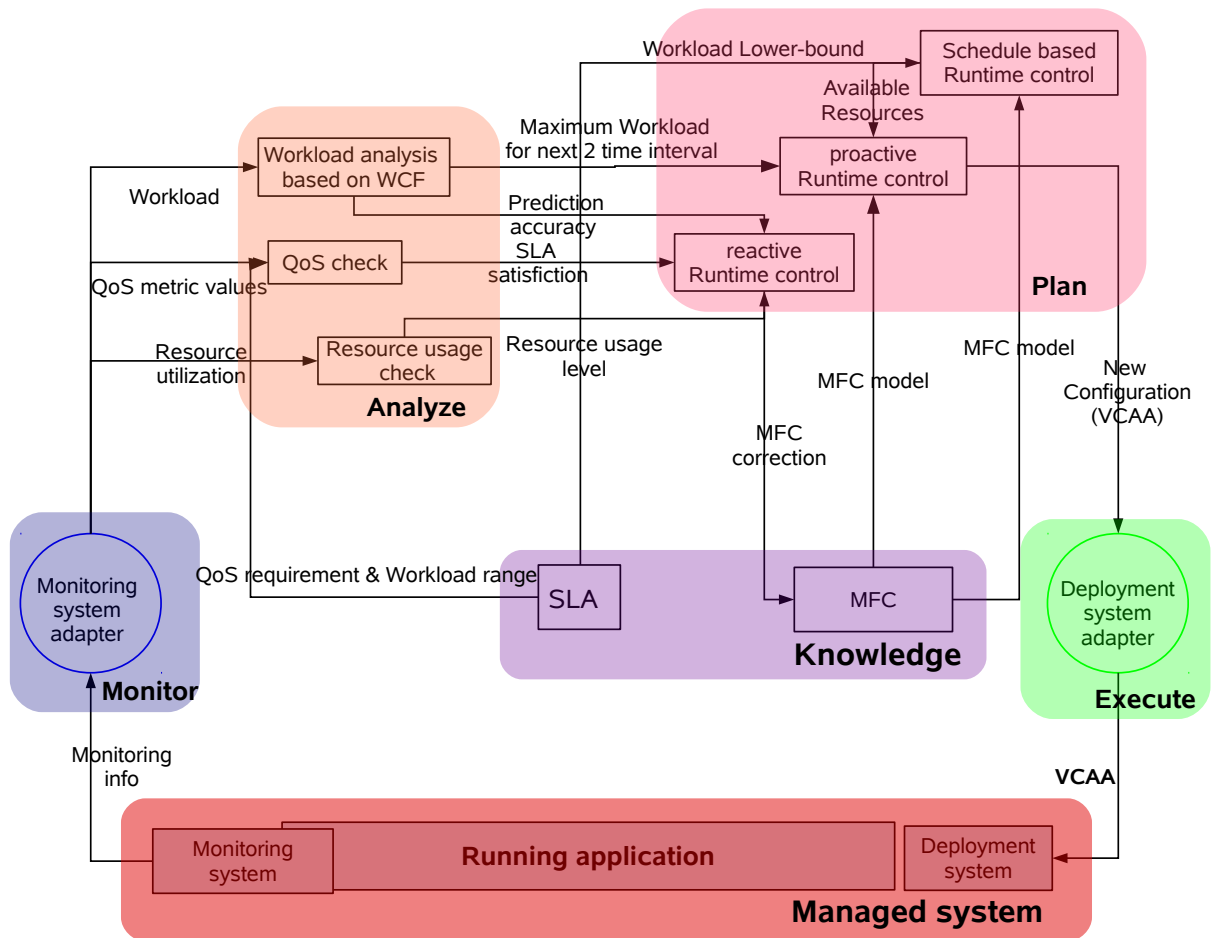 Workload Lower-bound
Schedule based
Runtime control
Available
Resources
Maximum Workload
for next 2 time interval
Workload analysis
based on WCF
proactive
Runtime control
Workload
Prediction
accuracy
SLA
satisfiction
QoS check
reactive
Runtime control
QoS metric values
Plan
Resource
utilization
Resource usage
check
Resource usage
level
Analyze
MFC model
MFC model
New
Configuration
(VCAA)
MFC
correction
QoS requirement & Workload range
Monitoring
system
adapter
SLA
MFC
Deployment
system
adapter
Knowledge
Monitor
Execute
Monitoring
info
VCAA
Monitoring
system
Running application
Deployment
system
Managed system